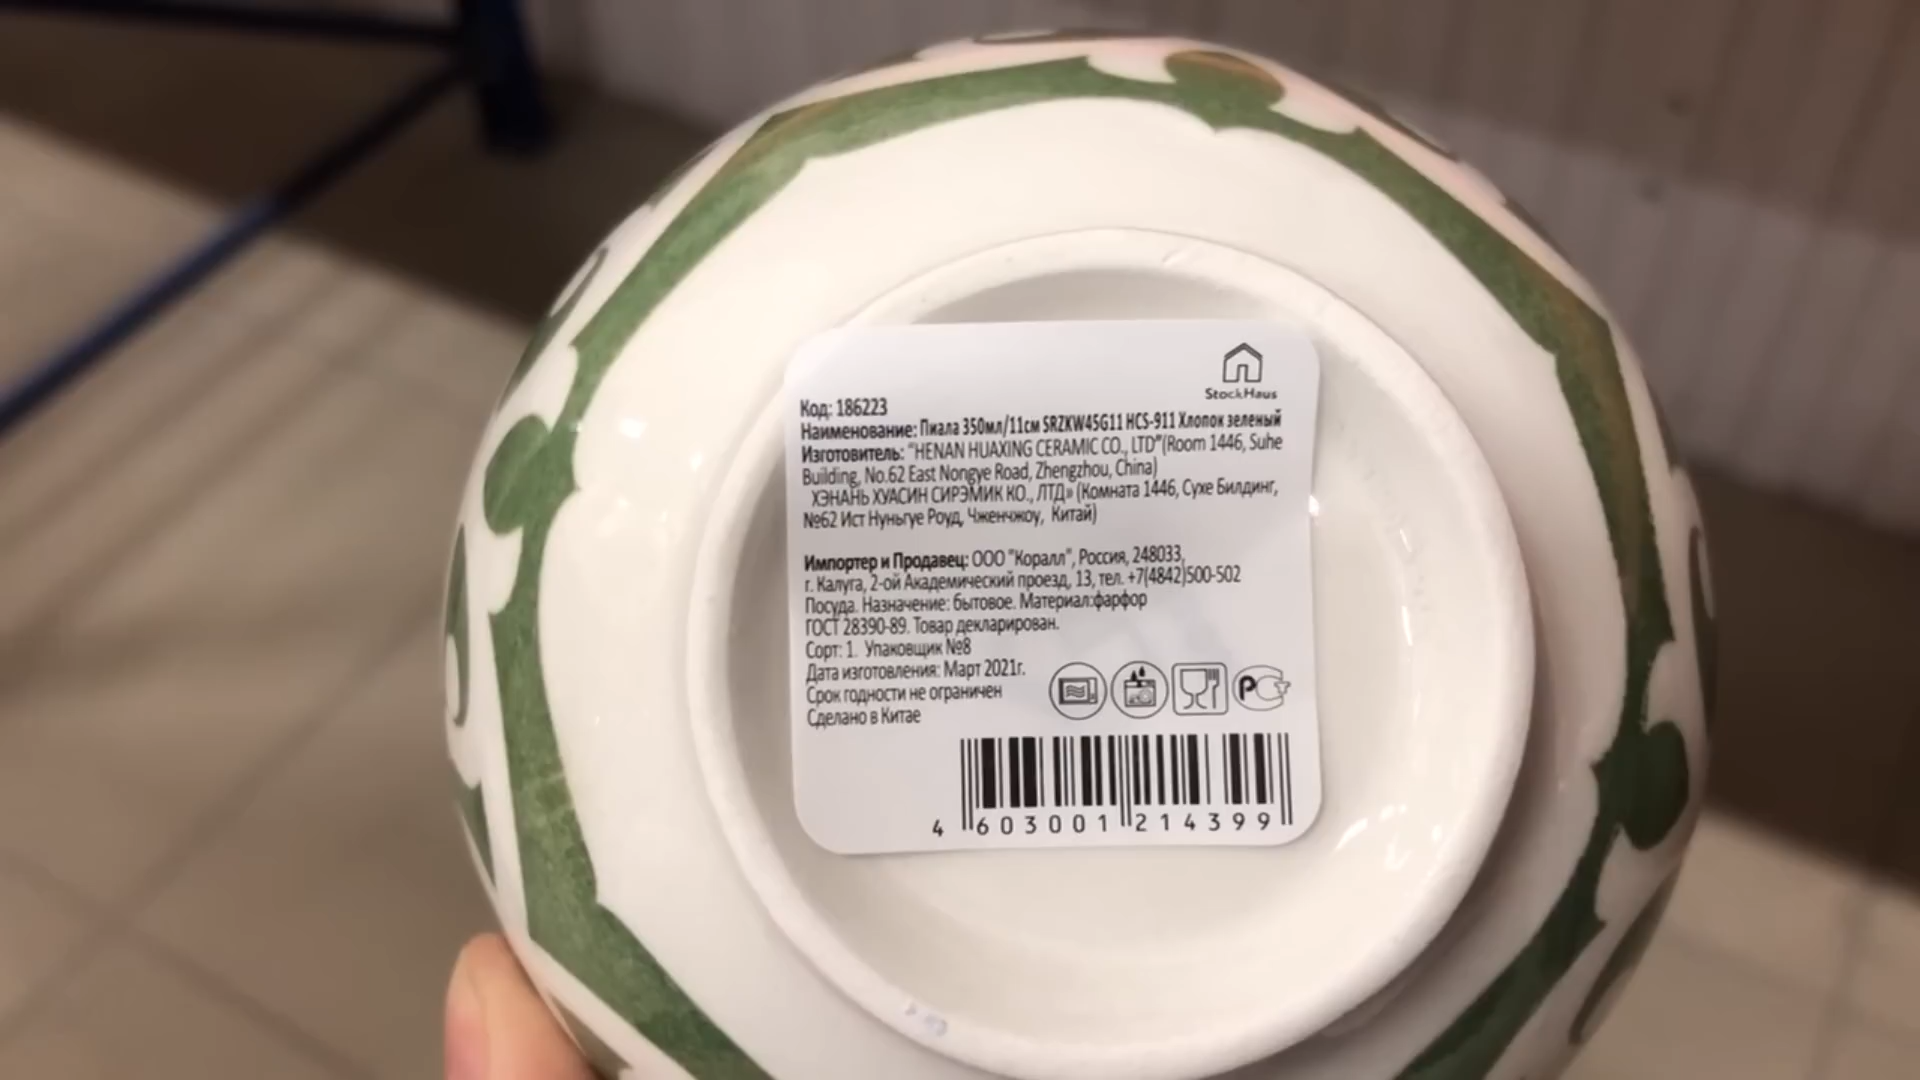 StockHaus
Код: 186223
Наименование: Пиала 350мл/11см SRZKW45G11 HCS-911 Хлопок зеленый
Изготовитель: "HENAN HUAXING CERAMIC CO., LTD"(Room 1446, Suhe
Building, No.62 East Nongye Road, Zhengzhou, China)
ХЭНАНЬ ХУАСИН СИРЭМИК КО., ЛТД» (Комната 1446, Сухе Билдинг,
№62 Ист Нуньгуе Роуд, Чженчжоу, Китай)
Импортер и Продавец: ООО "Коралл", Россия, 248033,
г. Калуга, 2-ой Академический проезд, 13, тел. +7(4842)500-502
Посуда. Назначение: бытовое. Материал:фарфор
ГОСТ 28390-89. Товар декларирован.
Сорт: 1. Упаковщик №8
Дата изготовления: Март 2021г.
Срок годности не ограничен
Сделано в Китае
РСТ
4 603001 214399